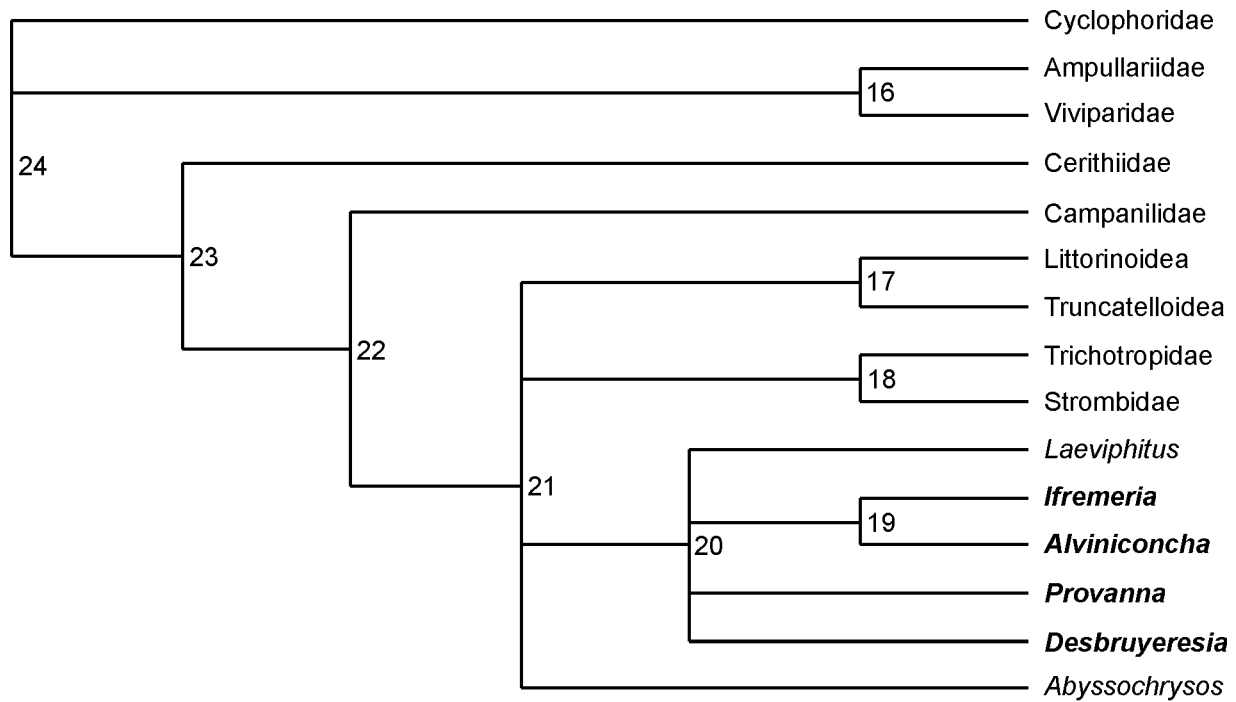 Cyclophoridae
Ampullariidae
16
Viviparidae
24
Cerithiidae
Campanilidae
23
Littorinoidea
17
Truncatelloidea
22
Trichotropidae
18
Strombidae
Laeviphitus
21
Ifremeria
19
Alviniconcha
20
Provanna
Desbruyeresia
Abyssochrysos